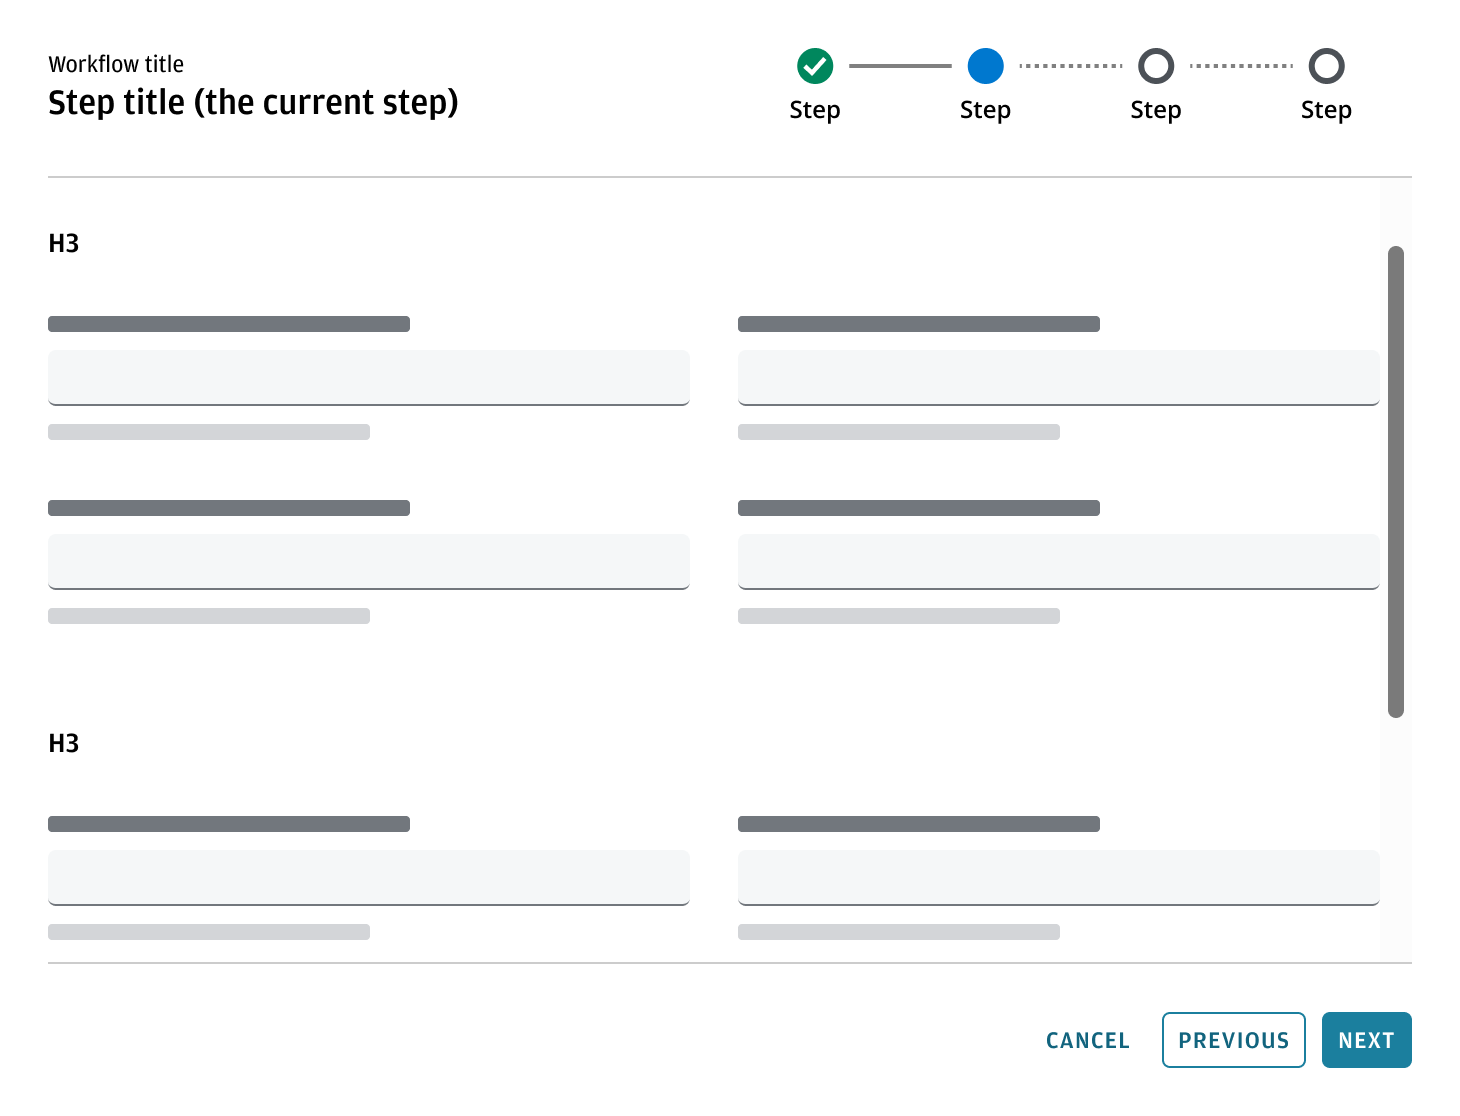 Workflow title
Step title (the current step)
Step
Step
Step
Step
H3
H3
CANCEL
PREVIOUS
NEXT